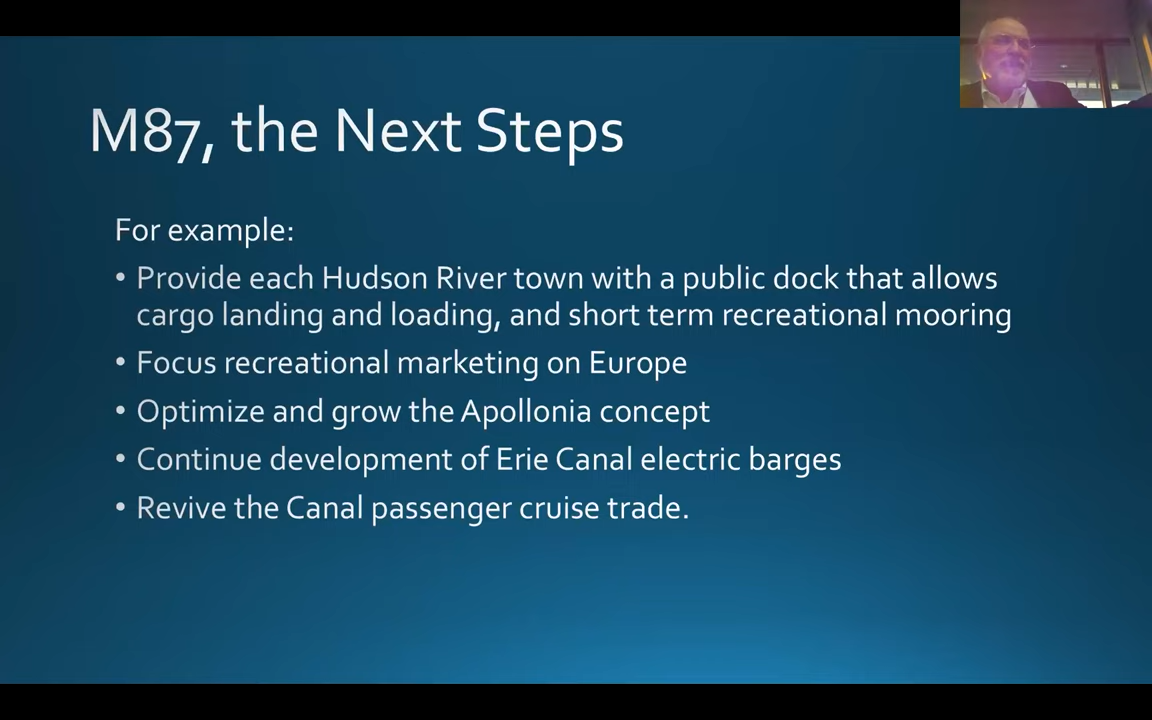 M87, the Next Steps
For example:
• Provide each Hudson River town with a public dock that allows
cargo landing and loading, and short term recreational mooring
• Focus recreational marketing on Europe
• Optimize and grow the Apollonia concept
• Continue development of Erie Canal electric barges
• Revive the Canal passenger cruise trade.